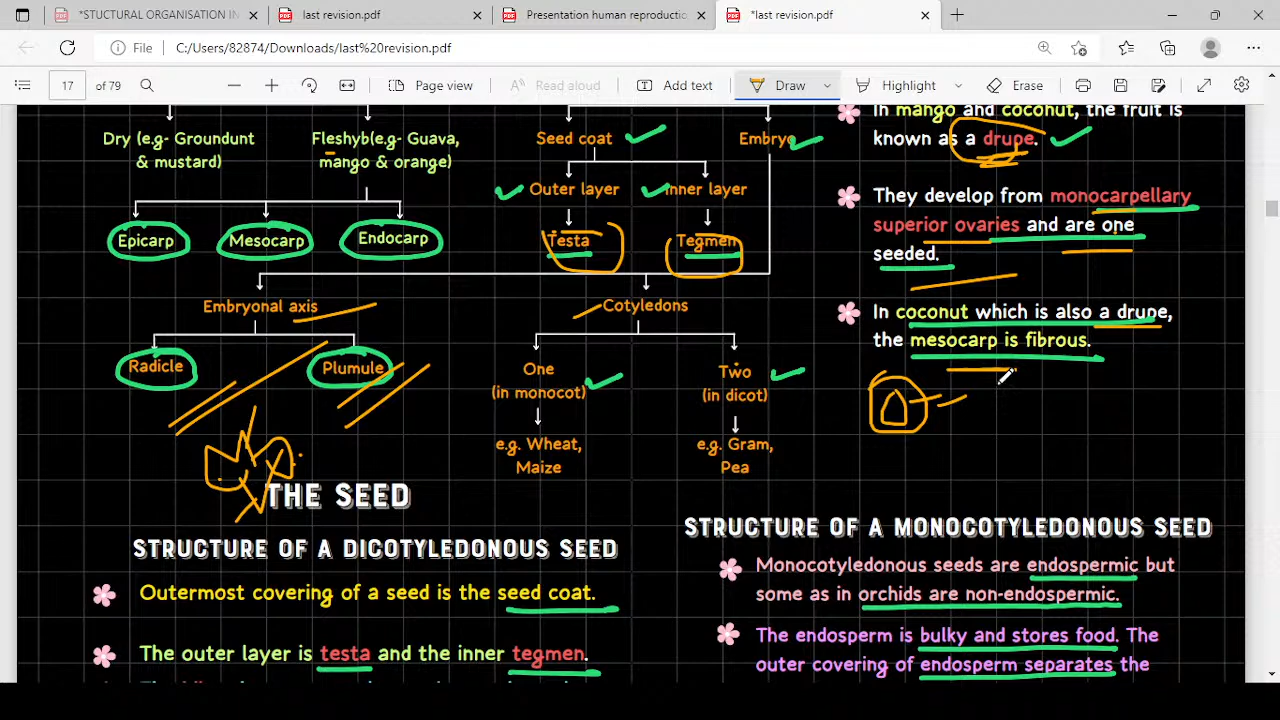 *STUCTURAL ORGANISATION IN
last revision.pdf
Presentation human reproductio
*last revision.pdf
File
C:/Users/82874/Downloads/last%20revision.pdf
17
of 79
Page view
Read aloud
Add text
Draw
Highlight
Erase
Dry (e.g- Groundunt
& mustard)
Fleshyb(e.g- Guava,
mango & orange)
Epicarp
Mesocarp
Endocarp
Seed coat
Embryo
Outer layer
Inner layer
Testa
Tegmen
Embryonal axis
Cotyledons
Radicle
Plumule
One
(in monocot)
Two
(in dicot)
e.g. Wheat,
Maize
e.g. Gram,
Pea
In mango and coconut, the fruit is
known as a drupe.
They develop from monocarpellary
superior ovaries and are one
seeded.
In coconut which is also a drupe,
the mesocarp is fibrous.
THE SEED
STRUCTURE OF A DICOTYLEDONOUS SEED
Outermost covering of a seed is the seed coat.
The outer layer is testa and the inner tegmen.
STRUCTURE OF A MONOCOTYLEDONOUS SEED
Monocotyledonous seeds are endospermic but
some as in orchids are non-endospermic.
The endosperm is bulky and stores food. The
outer covering of endosperm separates the